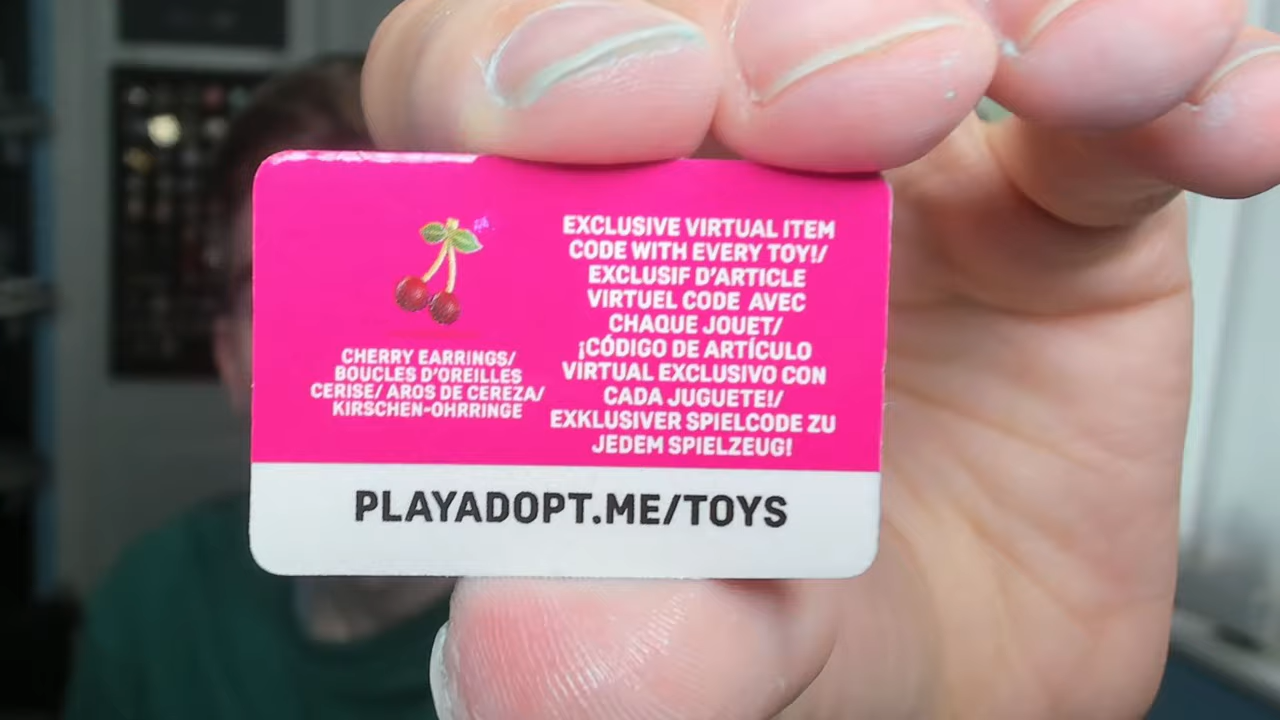 CHERRY EARRINGS/
BOUCLES D'OREILLES
CERISE/ AROS DE CEREZA/
KIRSCHEN-OHRRINGE
EXCLUSIVE VIRTUAL ITEM
CODE WITH EVERY TOY!/
EXCLUSIF D'ARTICLE
VIRTUEL CODE AVEC
CHAQUE JOUET/
¡CÓDIGO DE ARTÍCULO
VIRTUAL EXCLUSIVO CON
CADA JUGUETE!/
EXKLUSIVER SPIELCODE ZU
JEDEM SPIELZEUG!
PLAYADOPT.ME/TOYS